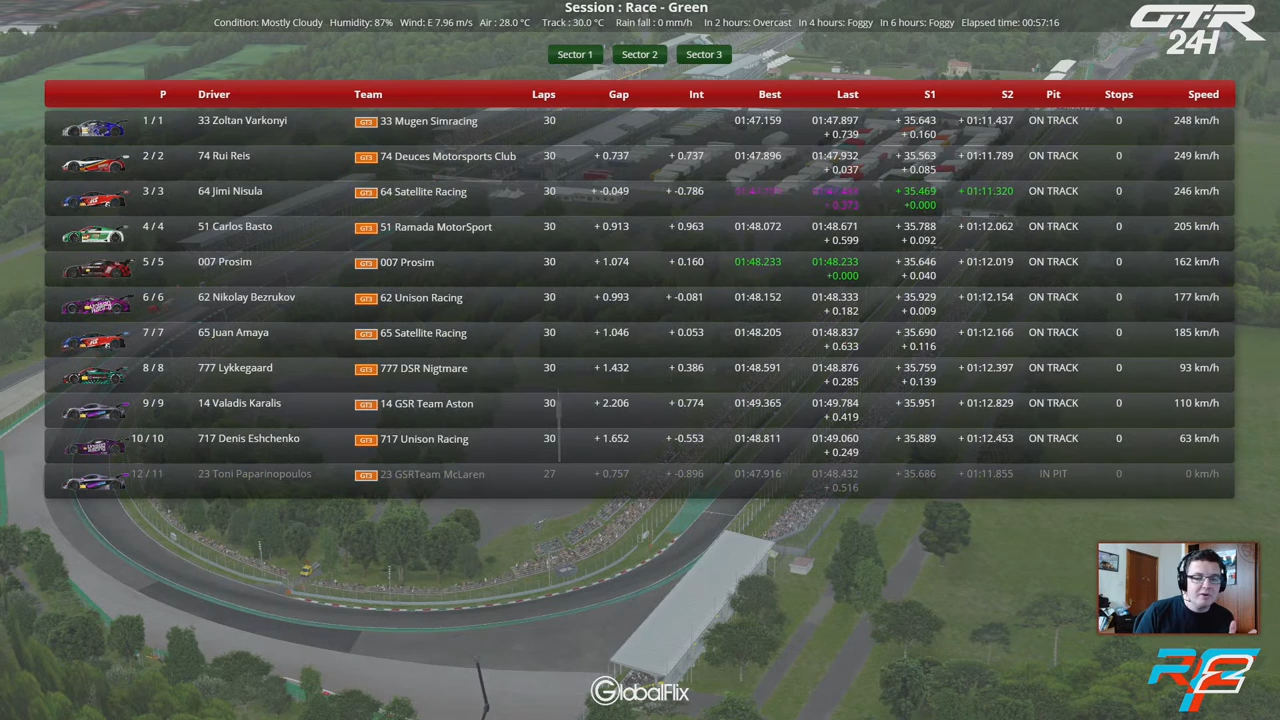 Session : Race - Green
Condition: Mostly Cloudy Humidity: 87% Wind: E 7.96 m/s Air : 28.0 °C Track : 30.0 °C Rain fall : 0 mm/h In 2 hours: Overcast In 4 hours: Foggy In 6 hours: Foggy Elapsed time: 00:57:16
GTR
24H
Sector 1 Sector 2 Sector 3
P Driver Team Laps Gap Int Best Last S1 S2 Pit Stops Speed
1 / 1 33 Zoltan Varkonyi GT3 33 Mugen Simracing 30 01:47.159 01:47.897 + 35.643 + 01:11.437 ON TRACK 0 248 km/h
+ 0.739 + 0.160
2 / 2 74 Rui Reis GT3 74 Deuces Motorsports Club 30 + 0.737 + 0.737 01:47.896 01:47.932 + 35.563 + 01:11.789 ON TRACK 0 249 km/h
+ 0.037 + 0.085
3 / 3 64 Jimi Nisula GT3 64 Satellite Racing 30 + -0.049 + -0.786 + 35.469 + 01:11.320 ON TRACK 0 246 km/h
+ 0.373 +0.000
4 / 4 51 Carlos Basto GT3 51 Ramada MotorSport 30 + 0.913 + 0.963 01:48.072 01:48.671 + 35.788 + 01:12.062 ON TRACK 0 205 km/h
+ 0.599 + 0.092
5 / 5 007 Prosim GT3 007 Prosim 30 + 1.074 + 0.160 01:48.233 01:48.233 + 35.646 + 01:12.019 ON TRACK 0 162 km/h
+0.000 + 0.040
6 / 6 62 Nikolay Bezrukov GT3 62 Unison Racing 30 + 0.993 + -0.081 01:48.152 01:48.333 + 35.929 + 01:12.154 ON TRACK 0 177 km/h
+ 0.182 + 0.009
7 / 7 65 Juan Amaya GT3 65 Satellite Racing 30 + 1.046 + 0.053 01:48.205 01:48.837 + 35.690 + 01:12.166 ON TRACK 0 185 km/h
+ 0.633 + 0.116
8 / 8 777 Lykkegaard GT3 777 DSR Nigtmare 30 + 1.432 + 0.386 01:48.591 01:48.876 + 35.759 + 01:12.397 ON TRACK 0 93 km/h
+ 0.285 + 0.139
9 / 9 14 Valadis Karalis GT3 14 GSR Team Aston 30 + 2.206 + 0.774 01:49.365 01:49.784 + 35.951 + 01:12.829 ON TRACK 0 110 km/h
+ 0.419
10 / 10 717 Denis Eshchenko GT3 717 Unison Racing 30 + 1.652 + -0.553 01:48.811 01:49.060 + 35.889 + 01:12.453 ON TRACK 0 63 km/h
+ 0.249
12 / 11 23 Toni Paparinopoulos GT3 23 GSRTeam McLaren 27 + 0.757 + -0.896 01:47.916 01:48.432 + 35.686 + 01:11.855 IN PIT 0 0 km/h
+ 0.516
GlobalFlix
RF2